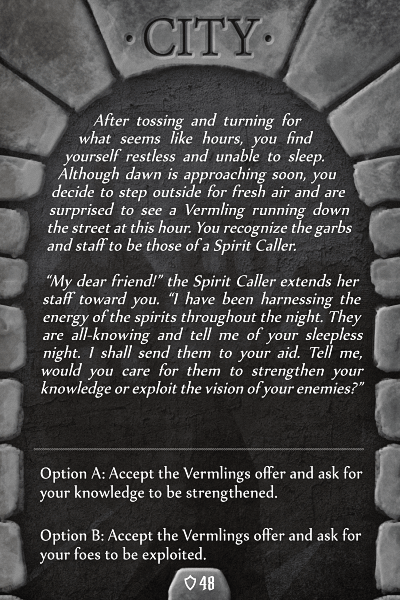 · CITY ·
After tossing and turning for
what seems like hours, you find
yourself restless and unable to sleep.
Although dawn is approaching soon, you
decide to step outside for fresh air and are
surprised to see a Vermling running down
the street at this hour. You recognize the garbs
and staff to be those of a Spirit Caller.
“My dear friend!” the Spirit Caller extends her
staff toward you. “I have been harnessing the
energy of the spirits throughout the night. They
are all-knowing and tell me of your sleepless
night. I shall send them to your aid. Tell me,
would you care for them to strengthen your
knowledge or exploit the vision of your enemies?”
Option A: Accept the Vermlings offer and ask for
your knowledge to be strengthened.
Option B: Accept the Vermlings offer and ask for
your foes to be exploited.
48